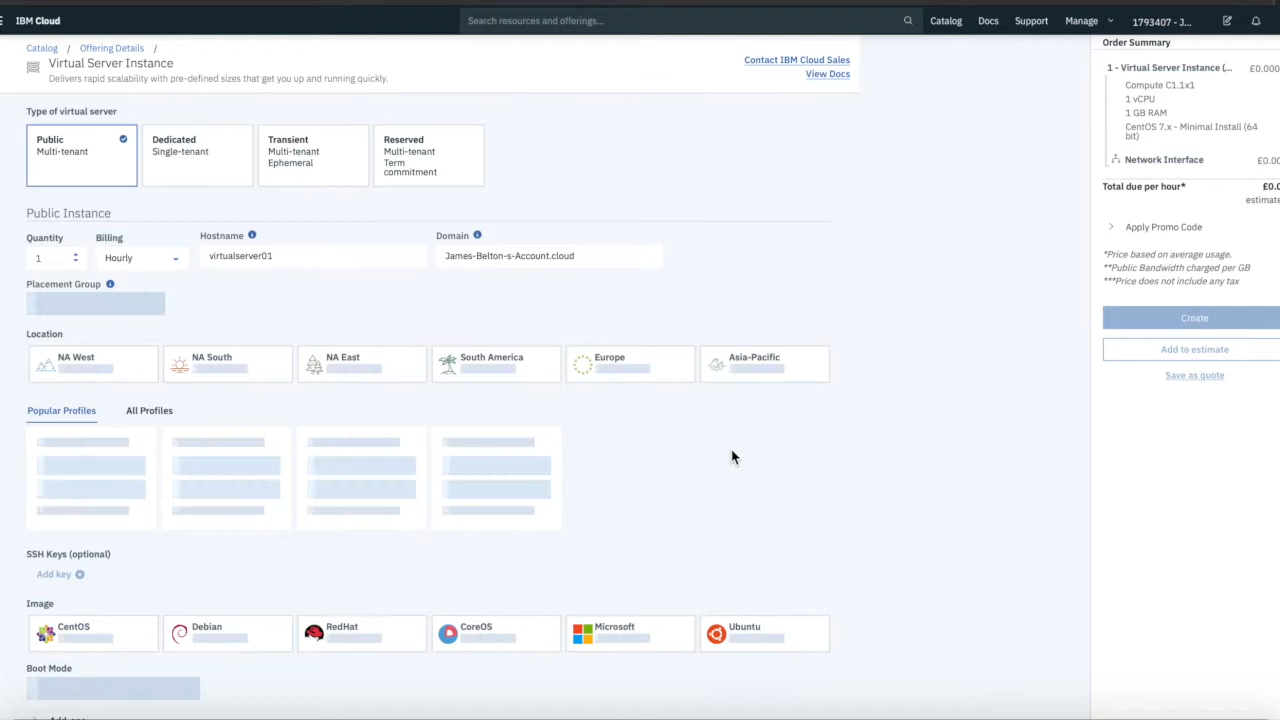 IBM Cloud
Search resources and offerings...
Catalog
Docs
Support
Manage
1793407 - J...
Catalog / Offering Details /
Virtual Server Instance
Delivers rapid scalability with pre-defined sizes that get you up and running quickly.
Contact IBM Cloud Sales
View Docs
Type of virtual server
Public
Multi-tenant
Dedicated
Single-tenant
Transient
Multi-tenant
Ephemeral
Reserved
Multi-tenant
Term
commitment
Public Instance
Quantity
1
Billing
Hourly
Hostname
virtualserver01
Domain
James-Belton-s-Account.cloud
Placement Group
Location
NA West
NA South
NA East
South America
Europe
Asia-Pacific
Popular Profiles
All Profiles
SSH Keys (optional)
Add key
Image
CentOS
Debian
RedHat
CoreOS
Microsoft
Ubuntu
Boot Mode
Order Summary
1 - Virtual Server Instance (... £0.000
Compute C1.1x1
1 vCPU
1 GB RAM
CentOS 7.x - Minimal Install (64
bit)
Network Interface £0.00
Total due per hour* £0.0
estimate
Apply Promo Code
*Price based on average usage.
**Public Bandwidth charged per GB
***Price does not include any tax
Create
Add to estimate
Save as quote